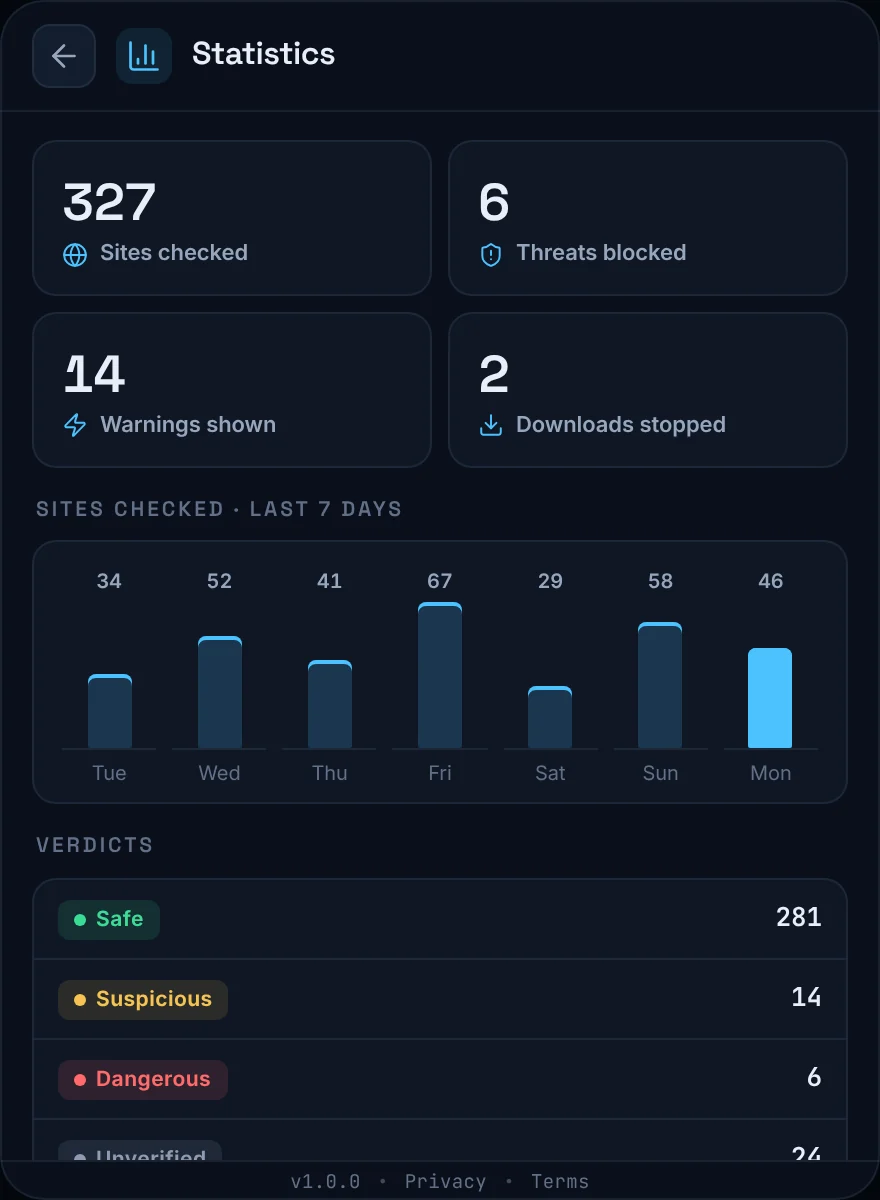 Statistics
327
Sites checked
6
Threats blocked
14
Warnings shown
2
Downloads stopped
SITES CHECKED · LAST 7 DAYS
34 52 41 67 29 58 46
Tue Wed Thu Fri Sat Sun Mon
VERDICTS
Safe 281
Suspicious 14
Dangerous 6
Unverified 24
v1.0.0 • Privacy • Terms